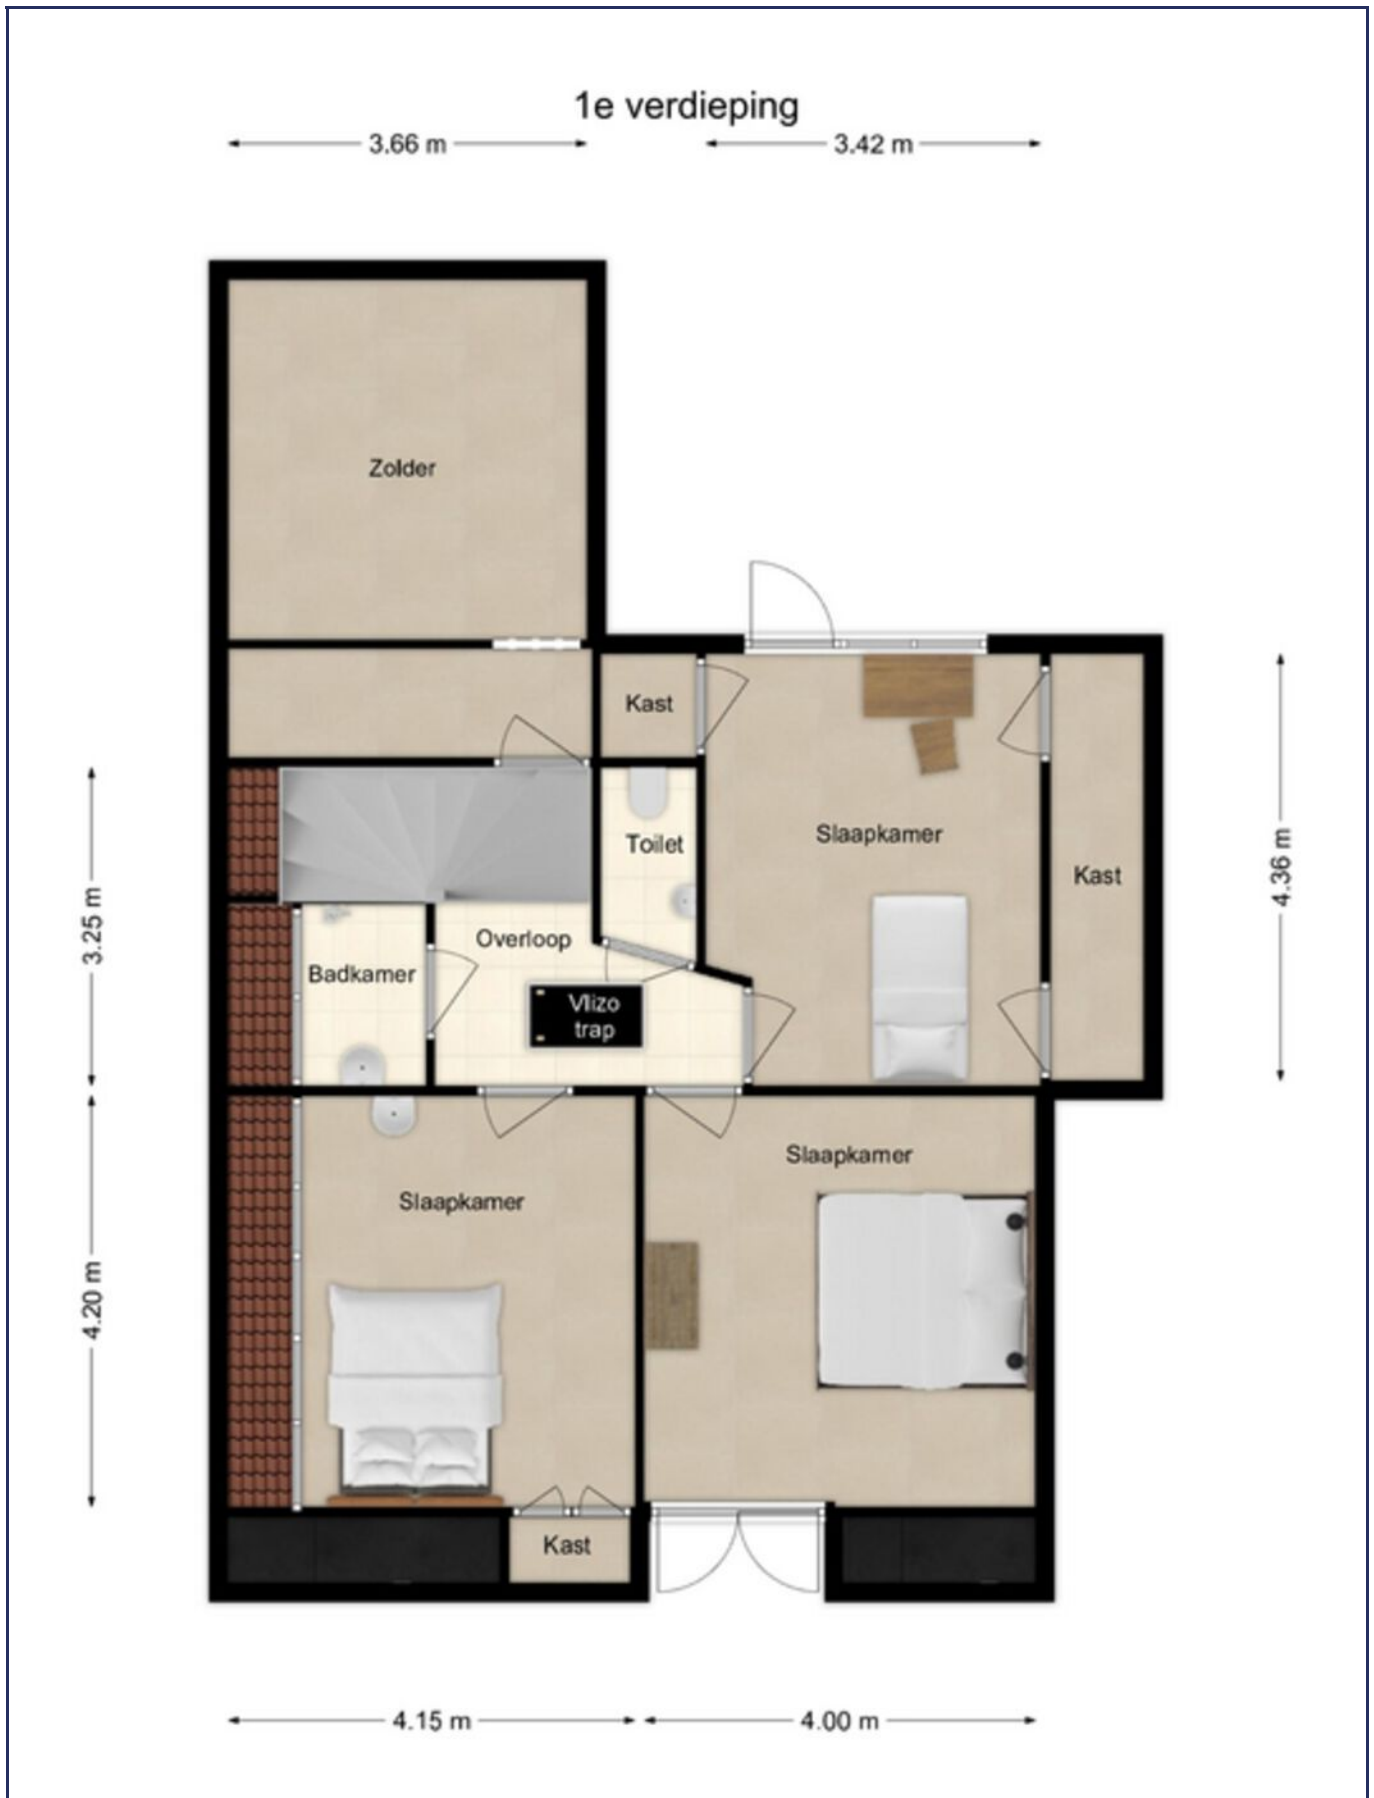 1e verdieping
3.66 m
3.42 m
Zolder
Kast
Slaapkamer
Toilet
Kast
3.25 m
4.36 m
Overloop
Badkamer
Vlizo
trap
Slaapkamer
Slaapkamer
4.20 m
Kast
4.15 m
4.00 m